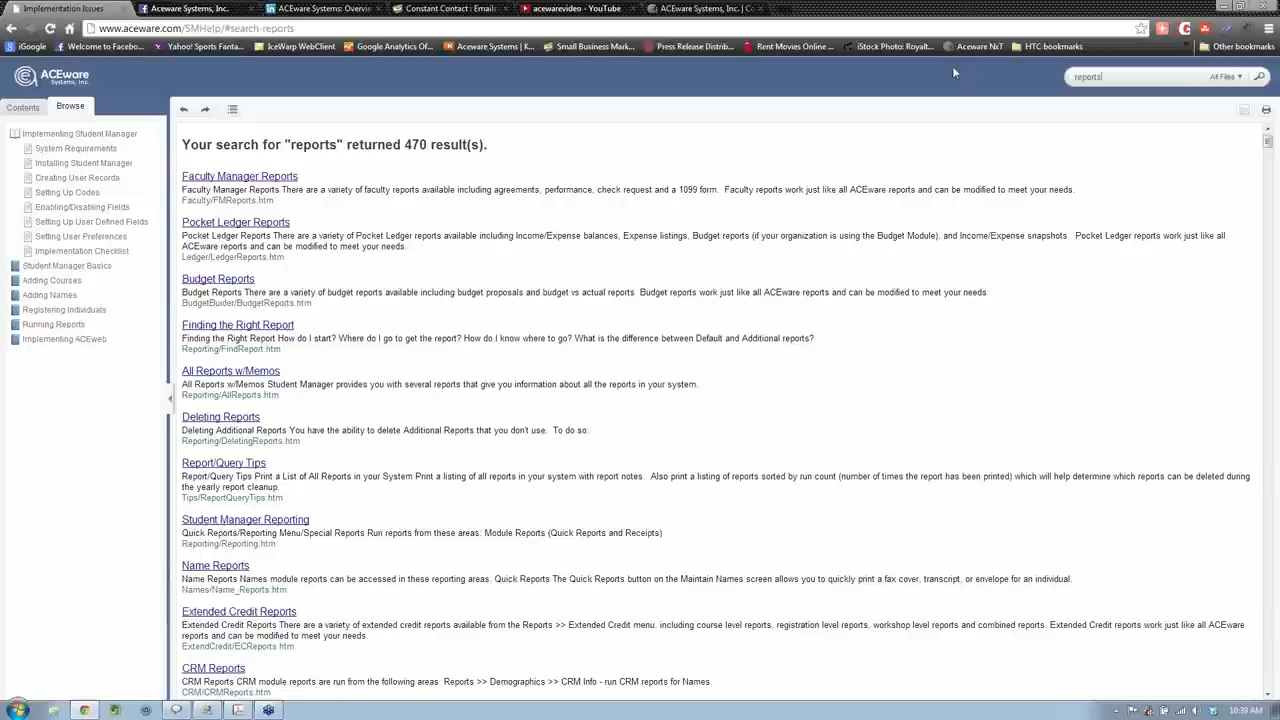 Implementation Issues
ACEware Systems, Inc.
ACEware Systems: Overvie
Constant Contact : Emails
acewarevideo - YouTube
ACEware Systems, Inc. | Co
www.aceware.com/SMHelp/#search-reports
iGoogle
Welcome to Facebo...
Yahoo! Sports Fanta...
IceWarp WebClient
Google Analytics Of...
Aceware Systems | K...
Small Business Mark...
Press Release Distrib...
Rent Movies Online ...
iStock Photo: Royalt...
Aceware NxT
HTC Bookmarks
Other bookmarks
ACEware
Systems, Inc.
reports
All Files
Contents
Browse
Implementing Student Manager
System Requirements
Installing Student Manager
Creating User Records
Setting Up Codes
Enabling/Disabling Fields
Setting Up User Defined Fields
Setting User Preferences
Implementation Checklist
Student Manager Basics
Adding Courses
Adding Names
Registering Individuals
Running Reports
Implementing ACEweb
Your search for "reports" returned 470 result(s).
Faculty Manager Reports
Faculty Manager Reports There are a variety of faculty reports available including agreements, performance, check request and a 1099 form. Faculty reports work just like all ACEware reports and can be modified to meet your needs.
Faculty/FMReports.htm
Pocket Ledger Reports
Pocket Ledger Reports There are a variety of Pocket Ledger Reports available including Income/Expense balances, Expense listings, Budget reports (if your organization is using the Budget Module), and Income/Expense snapshots Pocket Ledger reports work just like all
ACEware reports and can be modified to meet your needs.
Ledger/LedgerReports.htm
Budget Reports
Budget Reports There are a variety of budget reports available including budget proposals and budget vs actual reports Budget reports work just like all ACEware reports and can be modified to meet your needs
BudgetBuider/BudgetReports.htm
Finding the Right Report
Finding the Right Report How do I start? Where do I go to get the report? How do I know where to go? What is the difference between Default and Additional reports?
Reporting/FindReport.htm
All Reports w/Memos
All Reports w/Memos Student Manager provides you with several reports that give you information about all the reports in your system.
Reporting/AllReports.htm
Deleting Reports
Deleting Additional Reports You have the ability to delete Additional Reports that you don't use. To do so:
Reporting/DeletingReports.htm
Report/Query Tips
Report/Query Tips Print a List of All Reports in your System Print a listing of all reports in your system with report notes Also print a listing of reports sorted by run count (number of times the report has been printed) which will help determine which reports can be deleted during
the yearly report cleanup.
Tips/ReportQueryTips.htm
Student Manager Reporting
Quick Reports/Reporting Menu/Special Reports Run reports from these areas: Module Reports (Quick Reports and Receipts)
Reporting/Reporting.htm
Name Reports
Name Reports Names module reports can be accessed in these reporting areas. Quick Reports The Quick Reports button on the Maintain Names screen allows you to quickly print a fax cover, transcript, or envelope for an individual.
Names/Name_Reports.htm
Extended Credit Reports
Extended Credit Reports There are a variety of extended credit reports available from the Reports >> Extended Credit menu. including course level reports, registration level reports, workshop level reports and combined reports. Extended Credit reports work just like all ACEware
reports and can be modified to meet your needs.
ExtendCredit/ECReports.htm
CRM Reports
CRM Reports CRM module reports are run from the following areas: Reports >> Demographics >> CRM Info - run CRM reports for Names.
CRM/CRMReports.htm
10:39 AM